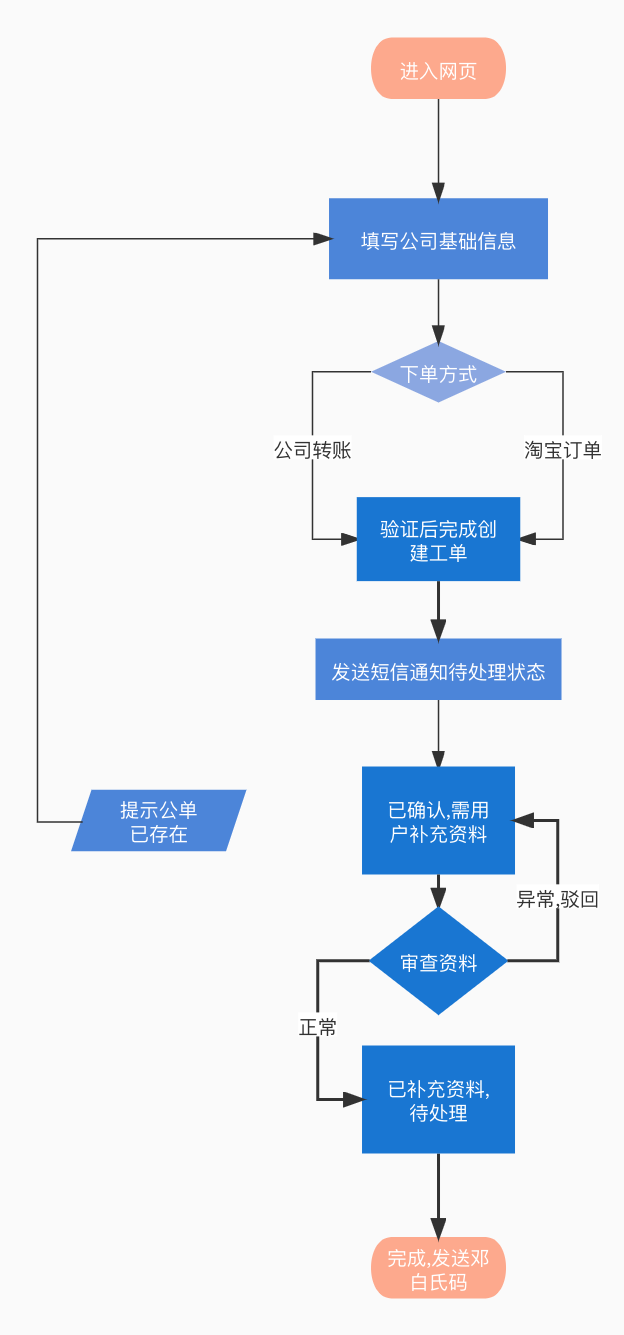 进入网页
填写公司基础信息
下单方式
公司转账
淘宝订单
验证后完成创
建工单
发送短信通知待处理状态
提示公单
已存在
已确认,需用
户补充资料
异常,驳回
审查资料
正常
已补充资料,
待处理
完成,发送邓
白氏码